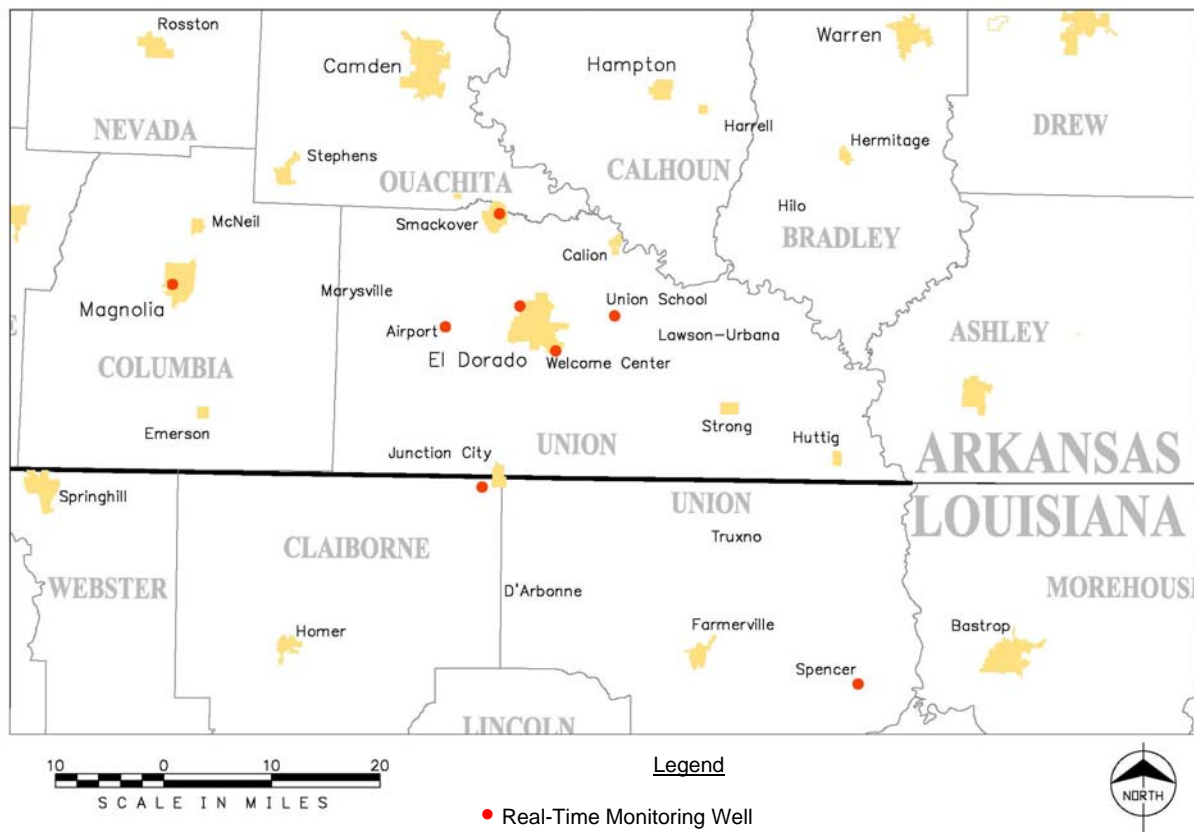 Rosston
Camden
Hampton
Warren
Harrell
NEVADA
DREW
Hermitage
Stephens
OUACHITA
CALHOUN
McNeil
Smackover
Hilo
BRADLEY
Calion
Marysville
Magnolia
Union School
Airport
Lawson-Urbana
ASHLEY
El Dorado
Welcome Center
COLUMBIA
Emerson
Strong
Huttig
Junction City
UNION
ARKANSAS
Springhill
UNION
LOUISIANA
Truxno
CLAIBORNE
WEBSTER
D'Arbonne
MOREHOUSE
Homer
Farmerville
Bastrop
Spencer
LINCOLN
10 0 10 20
SCALE IN MILES
Legend
Real-Time Monitoring Well
NORTH